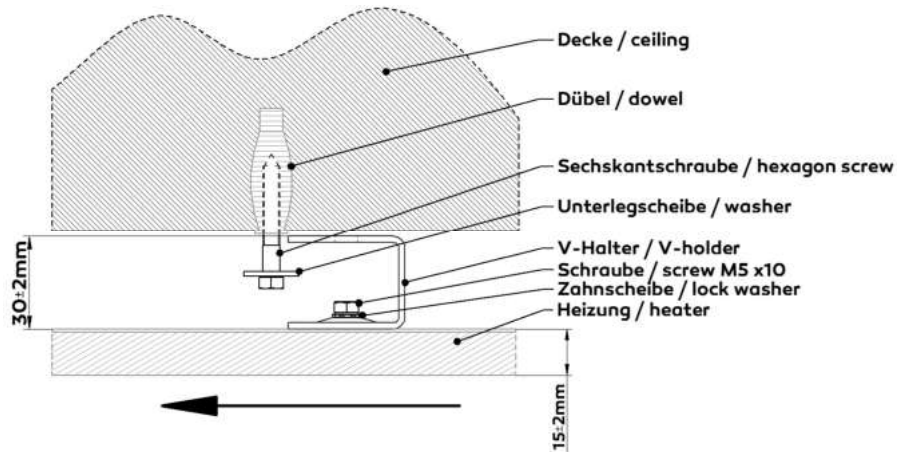 Decke / ceiling
Dübel / dowel
Sechskantschraube / hexagon screw
Unterlegscheibe / washer
V-Halter / V-holder
Schraube / screw M5 x10
Zahnscheibe / lock washer
Heizung / heater
30±2mm
15±2mm